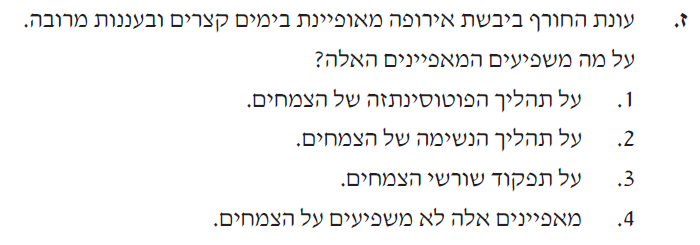 ז. עונת החורף ביבשת אירופה מאופיינת בימים קצרים ובעננות מרובה.
על מה משפיעים המאפיינים האלה?
1. על תהליך הפוטוסינתזה של הצמחים.
2. על תהליך הנשימה של הצמחים.
3. על תפקוד שורשי הצמחים.
4. מאפיינים אלה לא משפיעים על הצמחים.